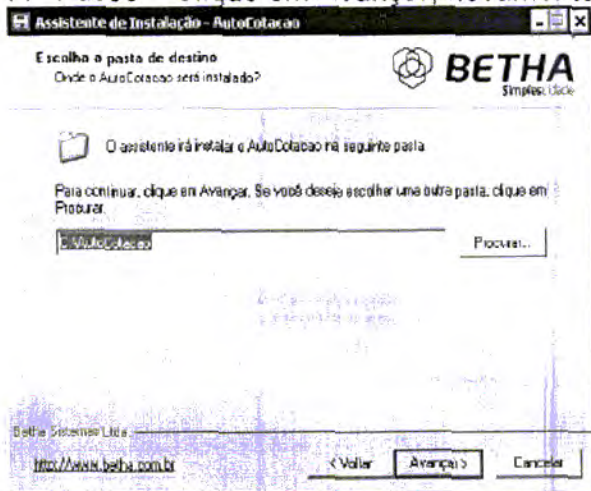 Assistente de Instalação - AutoCotacao
Escolha a pasta de destino
Onde o AutoCotacao será instalado?
BETHA
Simplescidade
O assistente irá instalar o AutoCotacao na seguinte pasta
Para continuar, clique em Avançar. Se você deseja escolher uma outra pasta, clique em
Procurar.
C:\AutoCotacao
Procurar...
Betha Sistemas Ltda.
http://www.betha.com.br
< Voltar
Avançar >
Cancelar